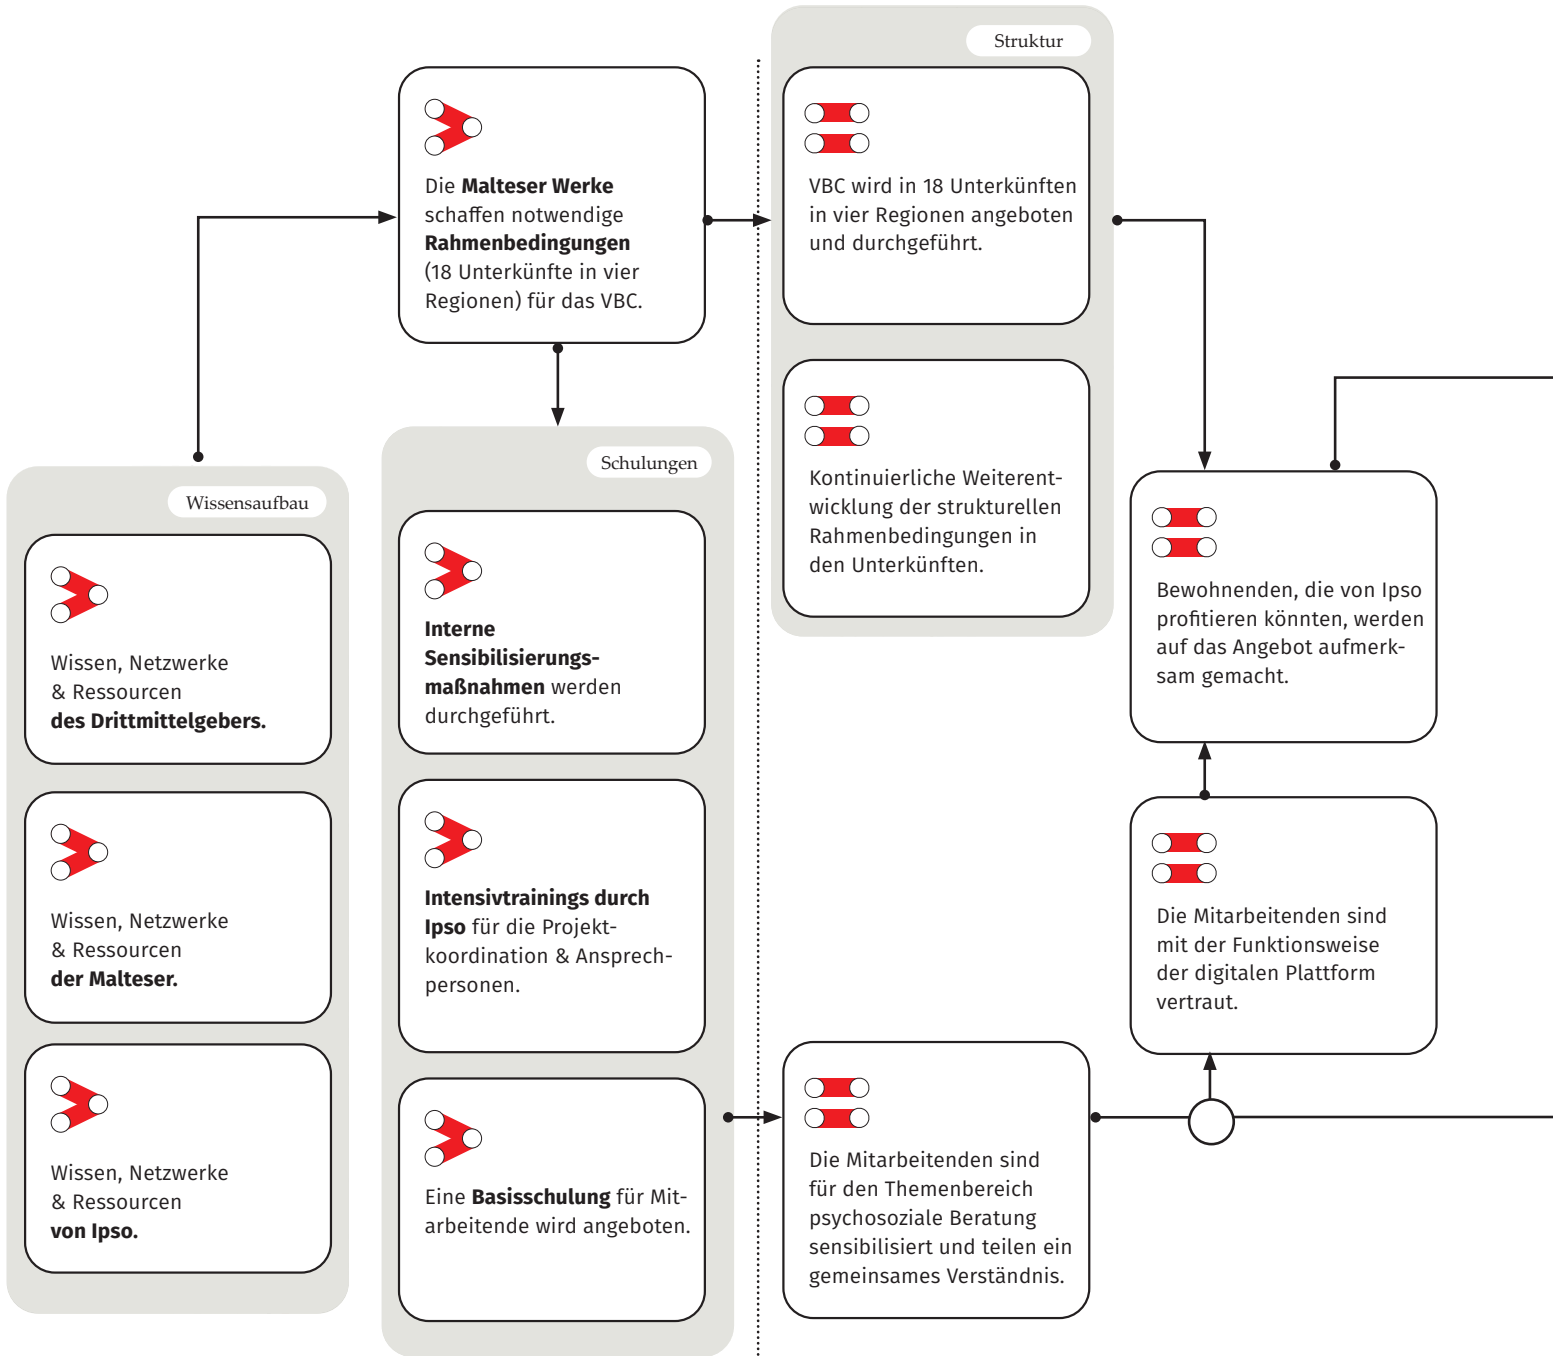 Wissensaufbau
Wissen, Netzwerke
& Ressourcen
des Drittmittelgebers.
Wissen, Netzwerke
& Ressourcen
der Malteser.
Wissen, Netzwerke
& Ressourcen
von Ipso.
Die Malteser Werke
schaffen notwendige
Rahmenbedingungen
(18 Unterkünfte in vier
Regionen) für das VBC.
Schulungen
Interne
Sensibilisierungs-
maßnahmen werden
durchgeführt.
Intensivtrainings durch
Ipso für die Projekt-
koordination & Ansprech-
personen.
Eine Basisschulung für Mit-
arbeitende wird angeboten.
Struktur
VBC wird in 18 Unterkünften
in vier Regionen angeboten
und durchgeführt.
Kontinuierliche Weiterent-
wicklung der strukturellen
Rahmenbedingungen in
den Unterkünften.
Die Mitarbeitenden sind
für den Themenbereich
psychosoziale Beratung
sensibilisiert und teilen ein
gemeinsames Verständnis.
Bewohnenden, die von Ipso
profitieren könnten, werden
auf das Angebot aufmerk-
sam gemacht.
Die Mitarbeitenden sind
mit der Funktionsweise
der digitalen Plattform
vertraut.